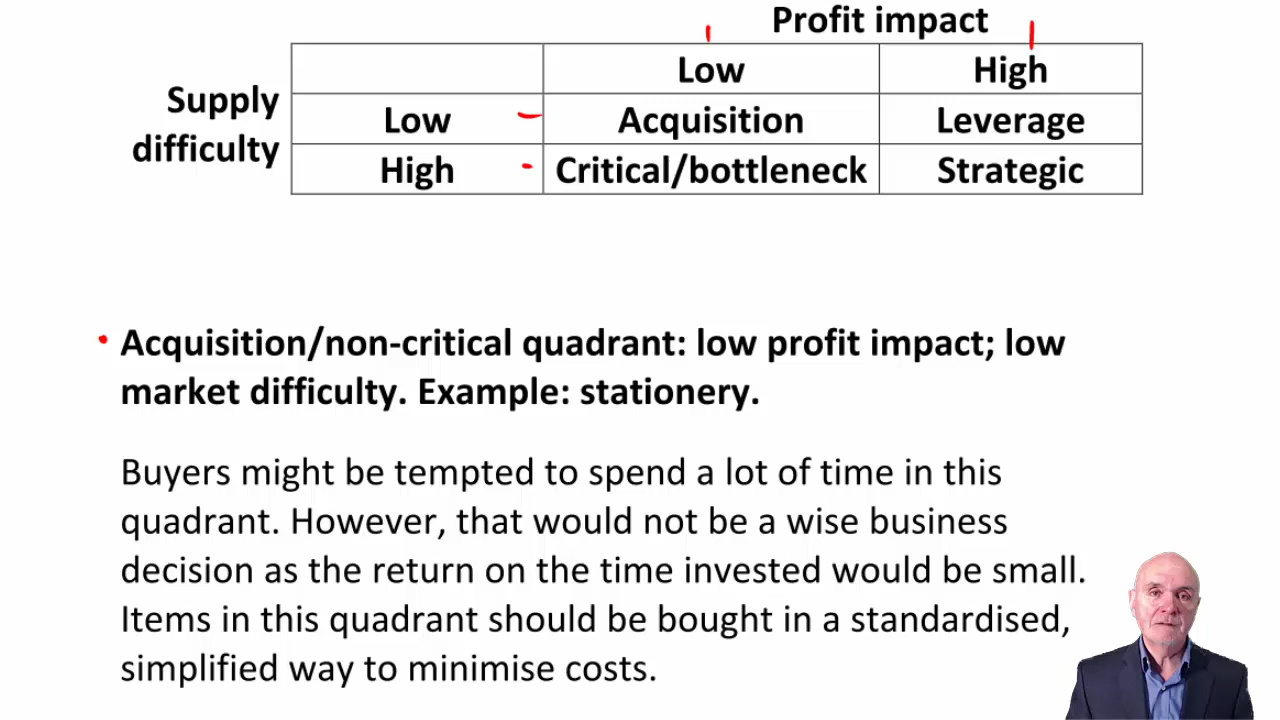 Profit impact
Low High
Supply
difficulty
Low Acquisition Leverage
High Critical/bottleneck Strategic
Acquisition/non-critical quadrant: low profit impact; low
market difficulty. Example: stationery.
Buyers might be tempted to spend a lot of time in this
quadrant. However, that would not be a wise business
decision as the return on the time invested would be small.
Items in this quadrant should be bought in a standardised,
simplified way to minimise costs.